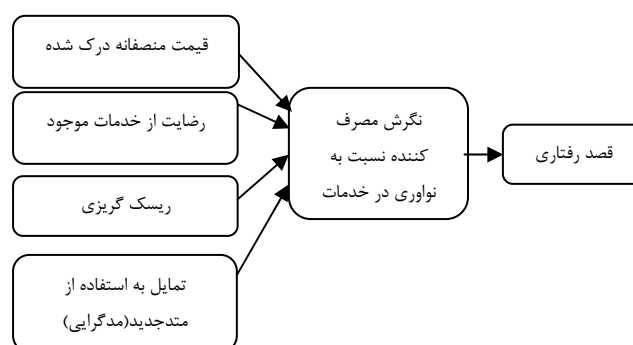 قیمت منصفانه درک شده
رضایت از خدمات موجود
ریسک گریزی
تمایل به استفاده از
متدجدید(مدگرایی)
نگرش مصرف
کننده نسبت به
نواوری در خدمات
قصد رفتاری